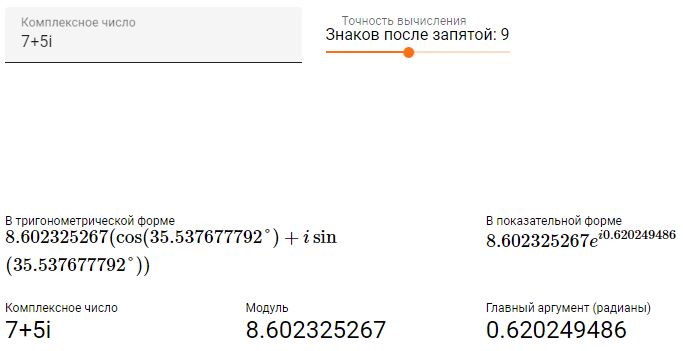 Комплексное число
7+5i
Точность вычисления
Знаков после запятой: 9
В тригонометрической форме
8.602325267(cos(35.537677792°) + i sin
(35.537677792°))
В показательной форме
8.602325267e^{i0.620249486}
Комплексное число
7+5i
Модуль
8.602325267
Главный аргумент (радианы)
0.620249486